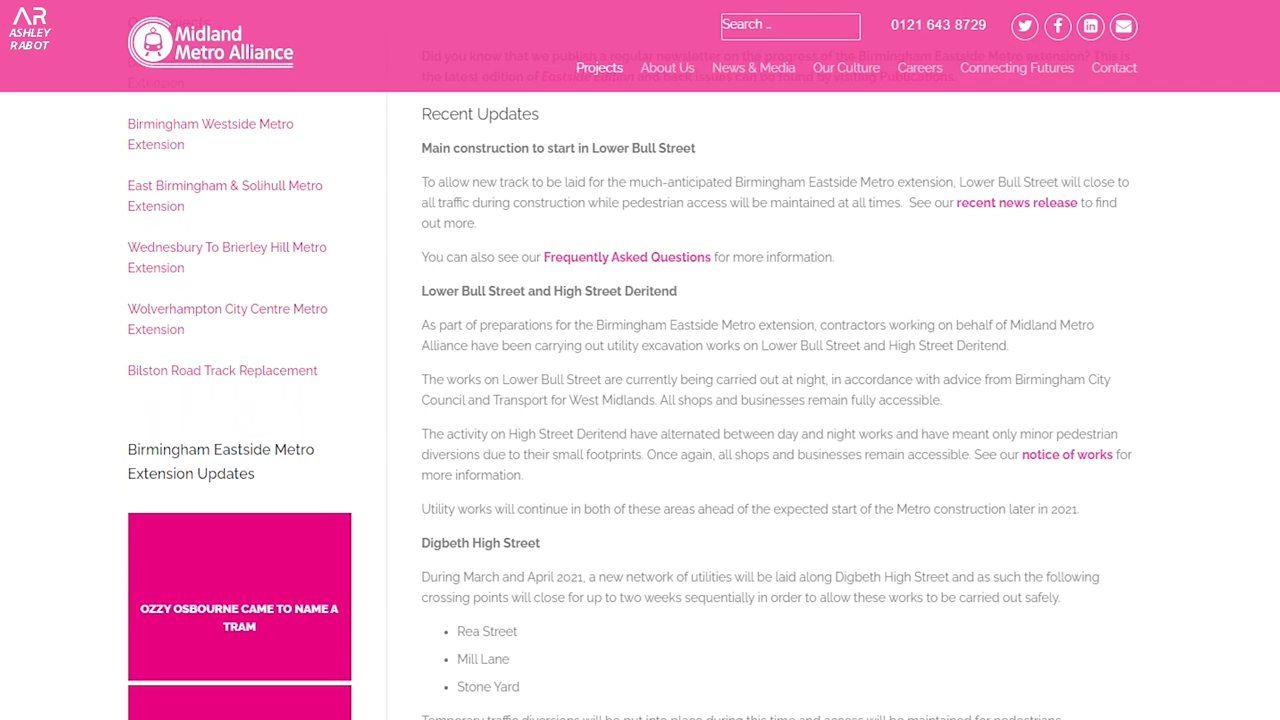 AR
ASHLEY
RABOT
Midland
Metro Alliance
Search ...
0121 643 8729
Projects
About Us
News & Media
Our Culture
Careers
Connecting Futures
Contact
Did you know that we publish a regular newsletter on the progress of the Birmingham Eastside Metro extension? This is
the latest edition of Eastside Edition and back issues can be found by visiting Publications.
Extension
Birmingham Westside Metro
Extension
East Birmingham & Solihull Metro
Extension
Wednesbury To Brierley Hill Metro
Extension
Wolverhampton City Centre Metro
Extension
Bilston Road Track Replacement
Birmingham Eastside Metro
Extension Updates
OZZY OSBOURNE CAME TO NAME A
TRAM
Recent Updates
Main construction to start in Lower Bull Street
To allow new track to be laid for the much-anticipated Birmingham Eastside Metro extension, Lower Bull Street will close to
all traffic during construction while pedestrian access will be maintained at all times. See our recent news release to find
out more.
You can also see our Frequently Asked Questions for more information.
Lower Bull Street and High Street Deritend
As part of preparations for the Birmingham Eastside Metro extension, contractors working on behalf of Midland Metro
Alliance have been carrying out utility excavation works on Lower Bull Street and High Street Deritend.
The works on Lower Bull Street are currently being carried out at night, in accordance with advice from Birmingham City
Council and Transport for West Midlands. All shops and businesses remain fully accessible.
The activity on High Street Deritend have alternated between day and night works and have meant only minor pedestrian
diversions due to their small footprints. Once again, all shops and businesses remain accessible. See our notice of works for
more information.
Utility works will continue in both of these areas ahead of the expected start of the Metro construction later in 2021.
Digbeth High Street
During March and April 2021, a new network of utilities will be laid along Digbeth High Street and as such the following
crossing points will close for up to two weeks sequentially in order to allow these works to be carried out safely.
• Rea Street
• Mill Lane
• Stone Yard
Temporary traffic diversions will be put into place during this time and access will be maintained for pedestrians.